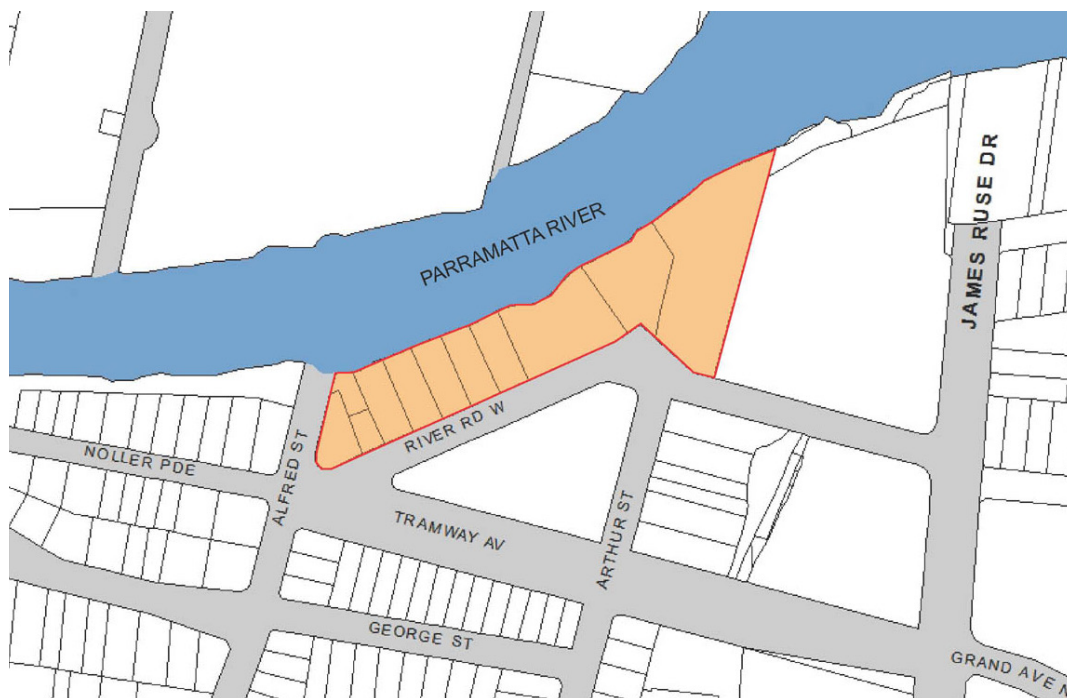 JAMES RUSE DR
PARRAMATTA RIVER
RIVER RD W
NOLLER PDE
ALFRED ST
TRAMWAY AV
ARTHUR ST
GEORGE ST
GRAND AVE N